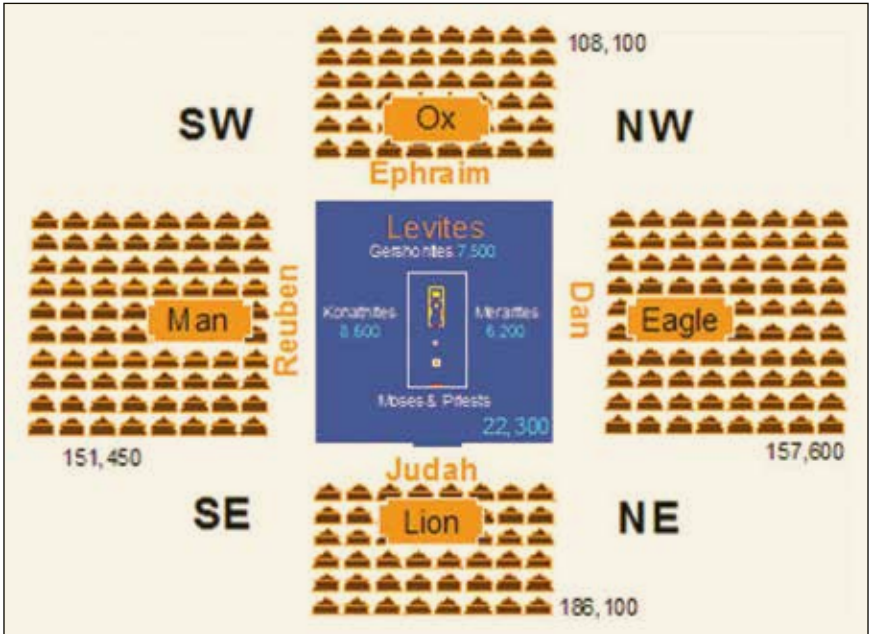 108,100
SW
NW
Ox
Ephraim
Levites
Gershonites 7,500
Reuben
Man
Konathnites
8.600
Merarites
6.200
Dan
Eagle
Moses & Priests
22,300
151,450
157,600
Judah
SE
Lion
NE
186,100